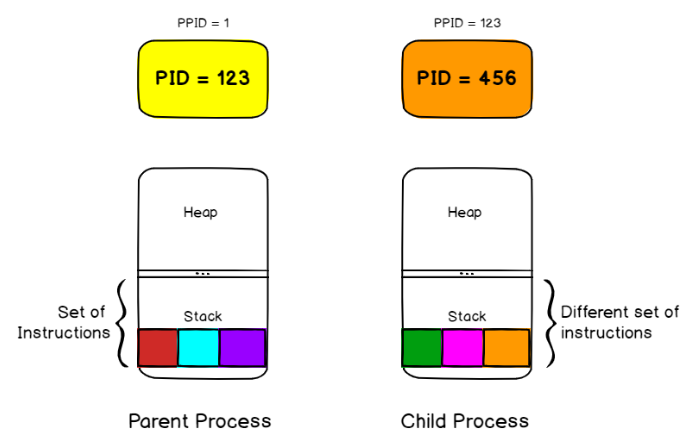 PPID = 1
PPID = 123
PID = 123
PID = 456
Heap
Heap
...
...
Stack
Stack
Set of
Instructions
Different set of
instructions
Parent Process
Child Process